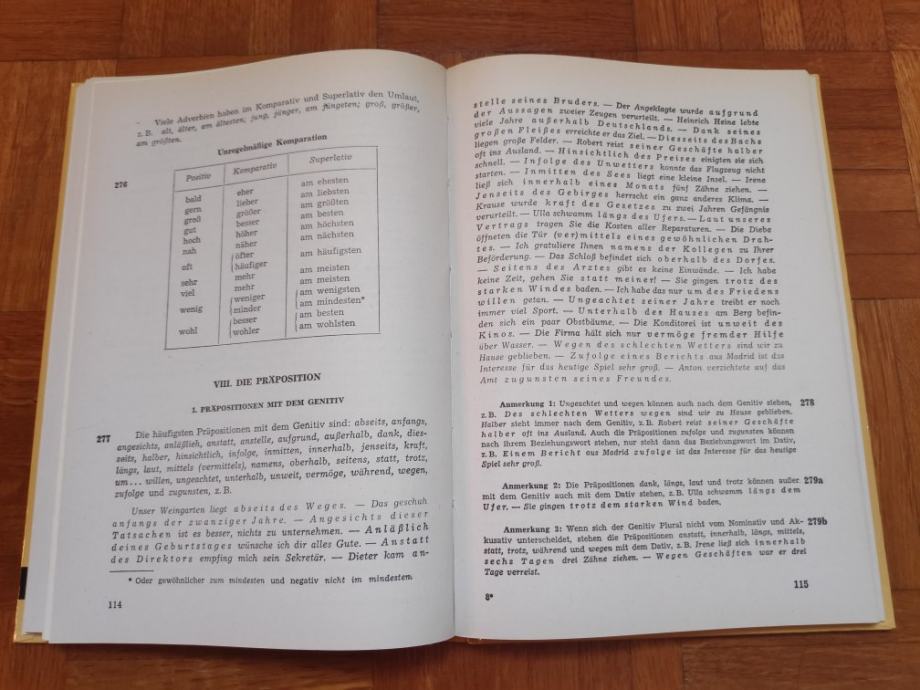 Viele Adverbien haben im Komparativ und Superlativ den Umlaut,
z. B. alt, älter, am ältesten; jung, jünger, am jüngsten; groß, größer,
am größten.
Unregelmäßige Komparation
276
Positiv Komparativ Superlativ
bald eher am ehesten
gern lieber am liebsten
groß größer am größten
gut besser am besten
hoch höher am höchsten
nah näher am nächsten
oft öfter am häufigsten
häufiger
sehr mehr am meisten
viel mehr am meisten
wenig weniger am wenigsten
minder am mindesten*
wohl besser am besten
wohler am wohlsten
VIII. DIE PRÄPOSITION
1. PRÄPOSITIONEN MIT DEM GENITIV
277 Die häufigsten Präpositionen mit dem Genitiv sind: abseits, anfangs,
angesichts, anläßlich, anstatt, anstelle, aufgrund, außerhalb, dank, dies-
seits, halber, hinsichtlich, infolge, inmitten, innerhalb, jenseits, kraft,
längs, laut, mittels (vermittels), namens, oberhalb, seitens, statt, trotz,
um... willen, ungeachtet, unterhalb, unweit, vermöge, während, wegen,
zufolge und zugunsten, z. B.
Unser Weingarten liegt abseits des Weges. — Das geschah
anfangs der zwanziger Jahre. — Angesichts dieser
Tatsachen ist es besser, nichts zu unternehmen. — Anläßlich
deines Geburtstages wünsche ich dir alles Gute. — Anstatt
des Direktors empfing mich sein Sekretär. — Dieter kam an-
* Oder gewöhnlicher zum mindesten und negativ nicht im mindesten.
114
stelle seines Bruders. — Der Angeklagte wurde aufgrund
der Aussagen zweier Zeugen verurteilt. — Heinrich Heine lebte
viele Jahre außerhalb Deutschlands. — Dank seines
großen Fleißes erreichte er das Ziel. — Diesseits des Bachs
liegen große Felder. — Robert reist seiner Geschäfte halber
oft ins Ausland. — Hinsichtlich des Preises einigten sie sich
schnell. — Infolge des Unwetters konnte das Flugzeug nicht
starten. — Inmitten des Sees liegt eine kleine Insel. — Irene
ließ sich innerhalb eines Monats fünf Zähne ziehen. —
Jenseits des Gebirges herrscht ein ganz anderes Klima. —
Krause wurde kraft des Gesetzes zu zwei Jahren Gefängnis
verurteilt. — Ulla schwamm längs des Ufers. — Laut unseres
Vertrags tragen Sie die Kosten aller Reparaturen. — Die Diebe
öffneten die Tür (ver)mittels eines gewöhnlichen Drah-
tes. — Ich gratuliere Ihnen namens der Kollegen zu Ihrer
Beförderung. — Das Schloß befindet sich oberhalb des Dorfes.
— Seitens des Arztes gibt es keine Einwände. — Ich habe
keine Zeit, gehen Sie statt meiner! — Sie gingen trotz des
starken Windes baden. — Ich habe das nur um des Friedens
willen getan. — Ungeachtet seiner Jahre treibt er noch
immer viel Sport. — Unterhalb des Hauses am Berg befin-
den sich ein paar Obstbäume. — Die Konditorei ist unweit des
Kinos. — Die Firma hält sich nur vermöge fremder Hilfe
über Wasser. — Wegen des schlechten Wetters sind wir zu
Hause geblieben. — Zufolge eines Berichts aus Madrid ist das
Interesse für das heutige Spiel sehr groß. — Anton verzichtete auf das
Amt zugunsten seines Freundes.
Anmerkung 1: Ungeachtet und wegen können auch nach dem Genitiv stehen, 278
z. B. Des schlechten Wetters wegen sind wir zu Hause geblieben.
Halber steht immer nach dem Genitiv, z. B. Robert reist seiner Geschäfte
halber oft ins Ausland. Auch die Präpositionen zufolge und zugunsten können
nach ihrem Beziehungswort stehen, nur steht dann das Beziehungswort im Dativ,
z. B. Einem Bericht aus Madrid zufolge ist das Interesse für das heutige
Spiel sehr groß.
Anmerkung 2: Die Präpositionen dank, längs, laut und trotz können außer 279a
mit dem Genitiv auch mit dem Dativ stehen, z. B. Ulla schwamm längs dem
Ufer. — Sie gingen trotz dem starken Wind baden.
Anmerkung 3: Wenn sich der Genitiv Plural nicht vom Nominativ und Ak- 279b
kusativ unterscheidet, stehen die Präpositionen anstatt, innerhalb, längs, mittels,
statt, trotz, während und wegen mit dem Dativ, z. B. Irene ließ sich innerhalb
sechs Tagen drei Zähne ziehen. — Wegen Geschäften war er drei
Tage verreist.
8*
115